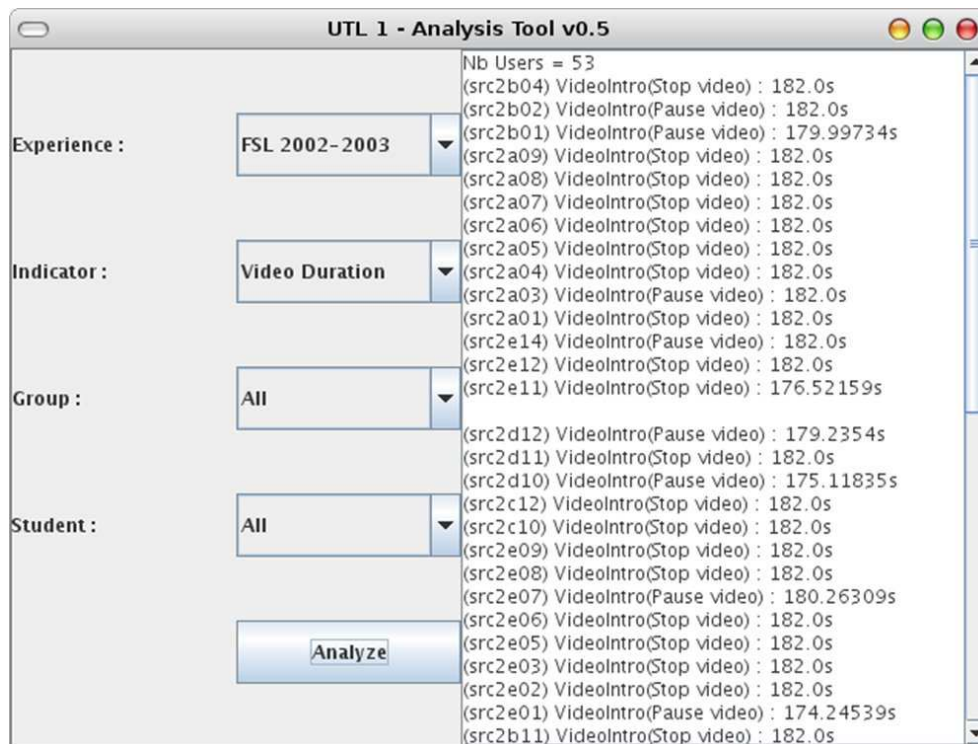 UTL 1 - Analysis Tool v0.5
Experience :
FSL 2002-2003
Indicator :
Video Duration
Group :
All
Student :
All
Analyze
Nb Users = 53
(src2b04) VideoIntro(Stop video) : 182.0s
(src2b02) VideoIntro(Pause video) : 182.0s
(src2b01) VideoIntro(Pause video) : 179.99734s
(src2a09) VideoIntro(Stop video) : 182.0s
(src2a08) VideoIntro(Stop video) : 182.0s
(src2a07) VideoIntro(Stop video) : 182.0s
(src2a06) VideoIntro(Stop video) : 182.0s
(src2a05) VideoIntro(Stop video) : 182.0s
(src2a04) VideoIntro(Stop video) : 182.0s
(src2a03) VideoIntro(Pause video) : 182.0s
(src2a01) VideoIntro(Stop video) : 182.0s
(src2e14) VideoIntro(Pause video) : 182.0s
(src2e12) VideoIntro(Stop video) : 182.0s
(src2e11) VideoIntro(Stop video) : 176.52159s
(src2d12) VideoIntro(Pause video) : 179.2354s
(src2d11) VideoIntro(Stop video) : 182.0s
(src2d10) VideoIntro(Pause video) : 175.11835s
(src2c12) VideoIntro(Stop video) : 182.0s
(src2c10) VideoIntro(Stop video) : 182.0s
(src2e09) VideoIntro(Stop video) : 182.0s
(src2e08) VideoIntro(Stop video) : 182.0s
(src2e07) VideoIntro(Pause video) : 180.26309s
(src2e06) VideoIntro(Stop video) : 182.0s
(src2e05) VideoIntro(Stop video) : 182.0s
(src2e03) VideoIntro(Stop video) : 182.0s
(src2e02) VideoIntro(Stop video) : 182.0s
(src2e01) VideoIntro(Pause video) : 174.24539s
(src2b11) VideoIntro(Stop video) : 182.0s